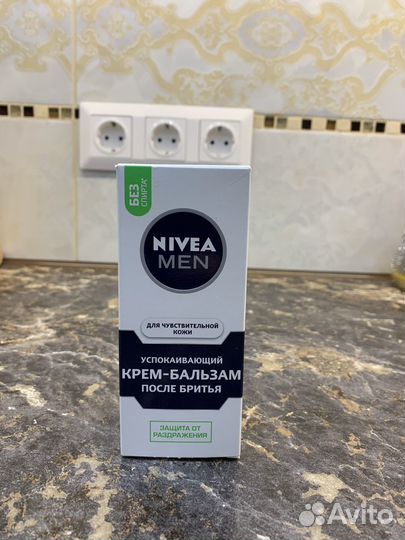 БЕЗ
СПИРТА*
NIVEA
MEN
ДЛЯ ЧУВСТВИТЕЛЬНОЙ
КОЖИ
УСПОКАИВАЮЩИЙ
КРЕМ-БАЛЬЗАМ
ПОСЛЕ БРИТЬЯ
ЗАЩИТА ОТ
РАЗДРАЖЕНИЯ
Avito